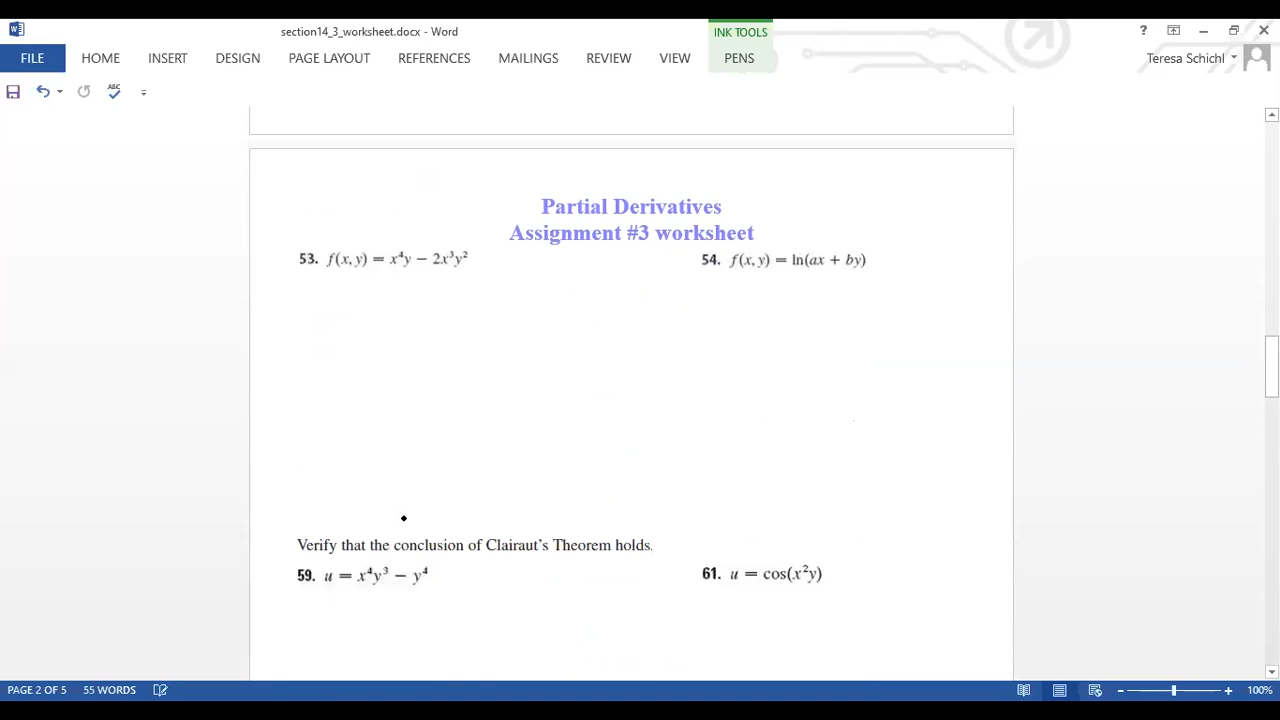 section14_3_worksheet.docx - Word
INK TOOLS
?
FILE HOME INSERT DESIGN PAGE LAYOUT REFERENCES MAILINGS REVIEW VIEW PENS
Teresa Schichl
ABC
Partial Derivatives
Assignment #3 worksheet
53. f(x, y) = x⁴y − 2x³y²
54. f(x, y) = ln(ax + by)
Verify that the conclusion of Clairaut's Theorem holds.
59. u = x⁴y³ − y⁴
61. u = cos(x²y)
PAGE 2 OF 5 55 WORDS
100%